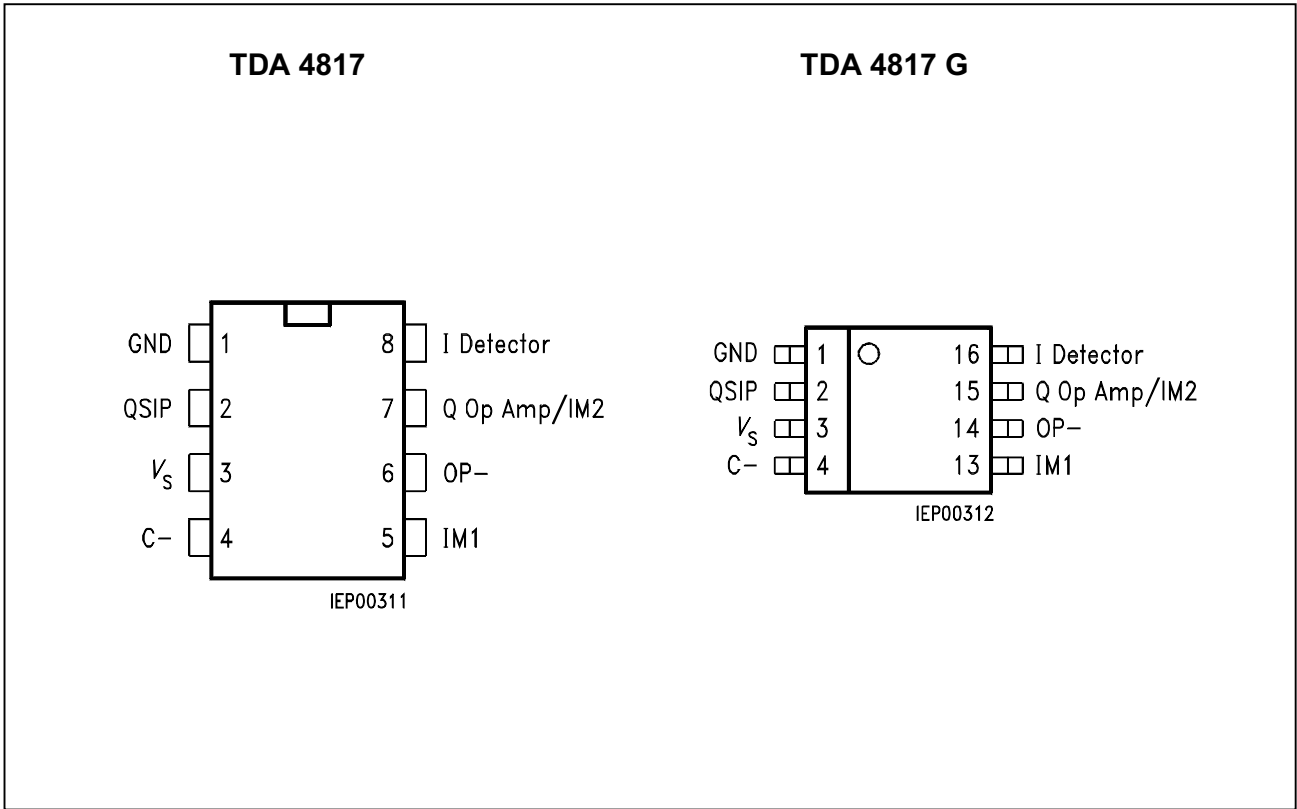 TDA 4817
GND 1 8 I Detector
QSIP 2 7 Q Op Amp/IM2
VS 3 6 OP−
C− 4 5 IM1
IEP00311
TDA 4817 G
GND 1 16 I Detector
QSIP 2 15 Q Op Amp/IM2
VS 3 14 OP−
C− 4 13 IM1
IEP00312